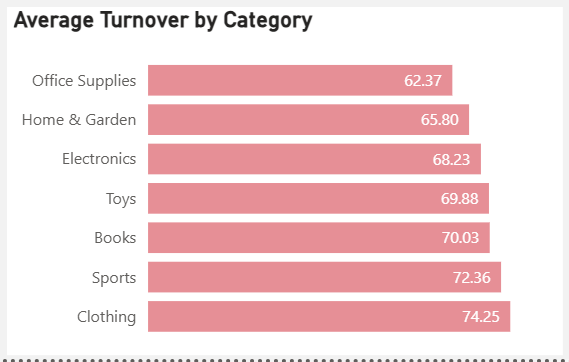 Average Turnover by Category
Office Supplies 62.37
Home & Garden 65.80
Electronics 68.23
Toys 69.88
Books 70.03
Sports 72.36
Clothing 74.25